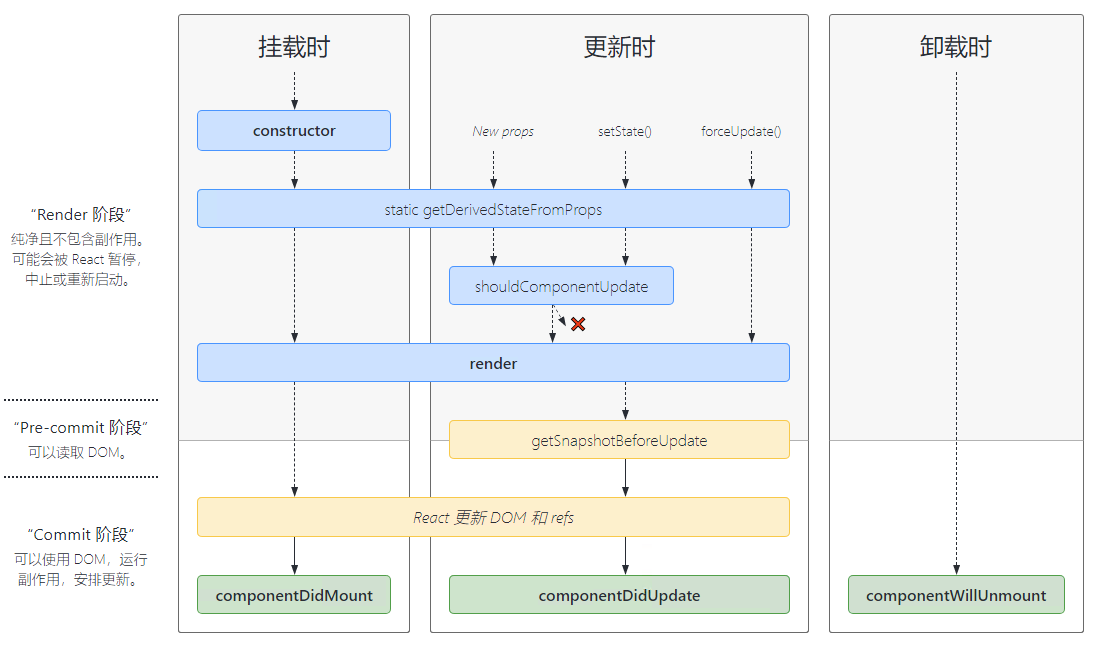 挂载时
更新时
卸载时
constructor
New props
setState()
forceUpdate()
static getDerivedStateFromProps
“Render 阶段”
纯净且不包含副作用。
可能会被 React 暂停，
中止或重新启动。
shouldComponentUpdate
render
“Pre-commit 阶段”
可以读取 DOM。
getSnapshotBeforeUpdate
React 更新 DOM 和 refs
“Commit 阶段”
可以使用 DOM，运行
副作用，安排更新。
componentDidMount
componentDidUpdate
componentWillUnmount